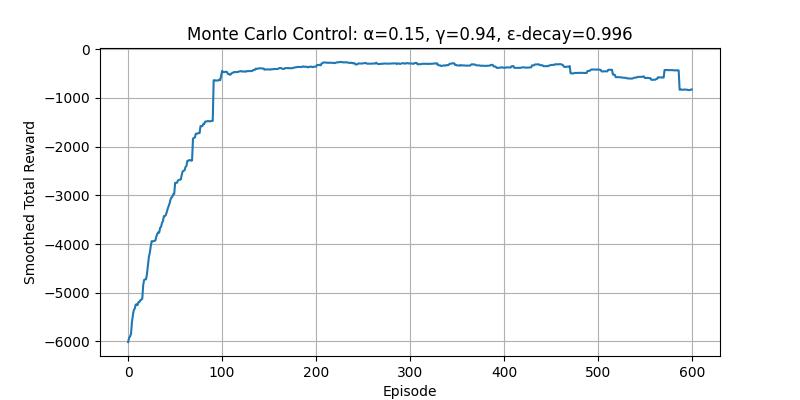 Monte Carlo Control: α=0.15, γ=0.94, ε-decay=0.996
Smoothed Total Reward
0
−1000
−2000
−3000
−4000
−5000
−6000
0 100 200 300 400 500 600
Episode